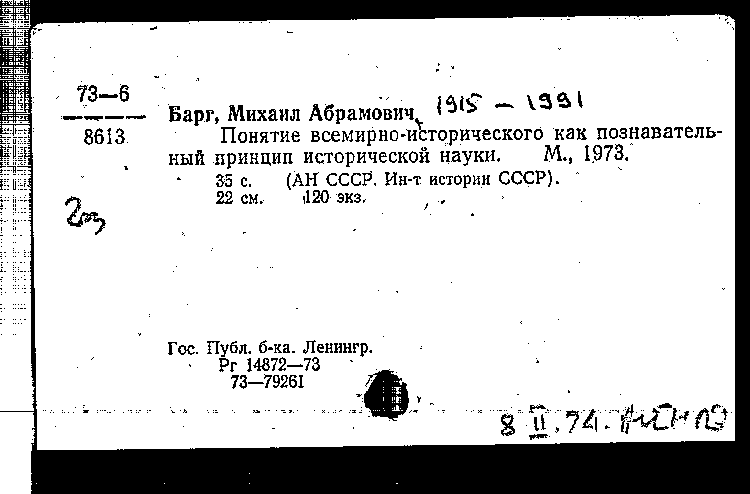 73—6
8613
2э
Барг, Михаил Абрамович, 1915 – 1991
Понятие всемирно-исторического как познаватель-
ный принцип исторической науки. М., 1973.
35 с. (АН СССР. Ин-т истории СССР).
22 см. 120 экз.
Гос. Публ. б-ка. Ленингр.
Рг 14872—73
73—79261
8 II. 74.